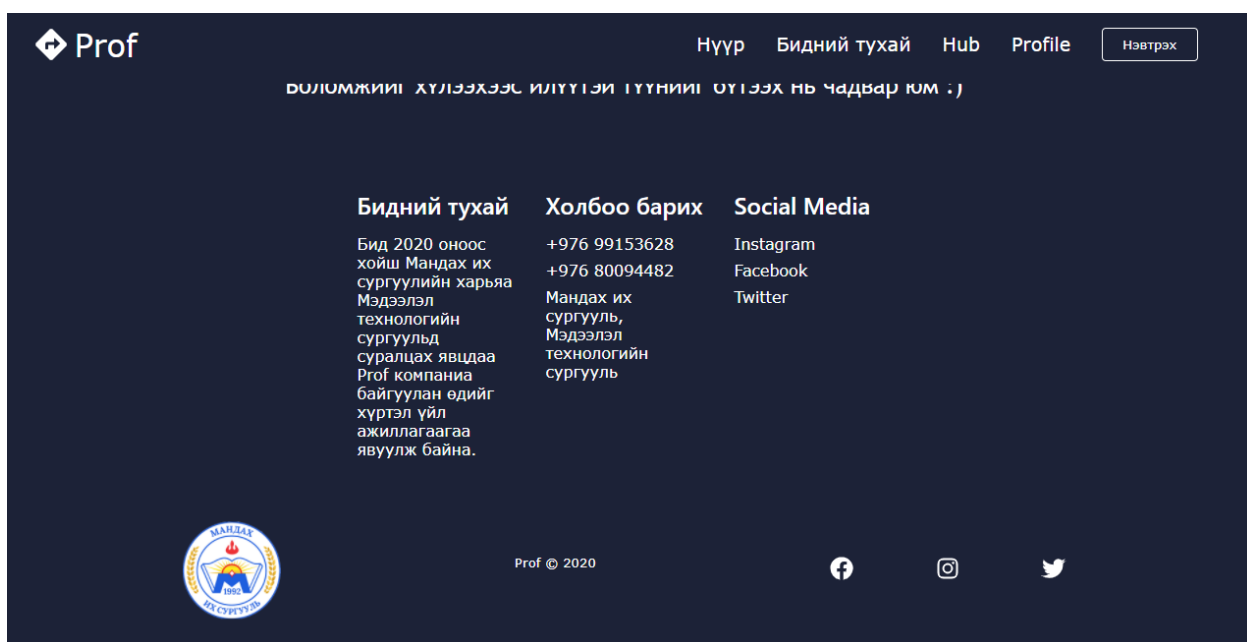 Prof
Нүүр Бидний тухай Hub Profile Нэвтрэх
Боломжийг хүлээхээс илүүтэй түүнийг бүтээх нь чадвар юм :)
Бидний тухай
Бид 2020 оноос
хойш Мандах их
сургуулийн харьяа
Мэдээлэл
технологийн
сургуульд
суралцах явцдаа
Prof компаниа
байгуулан өдийг
хүртэл үйл
ажиллагаагаа
явуулж байна.
Холбоо барих
+976 99153628
+976 80094482
Мандах их
сургууль,
Мэдээлэл
технологийн
сургууль
Social Media
Instagram
Facebook
Twitter
МАНДАХ
1992
ИХ СУРГУУЛЬ
Prof © 2020